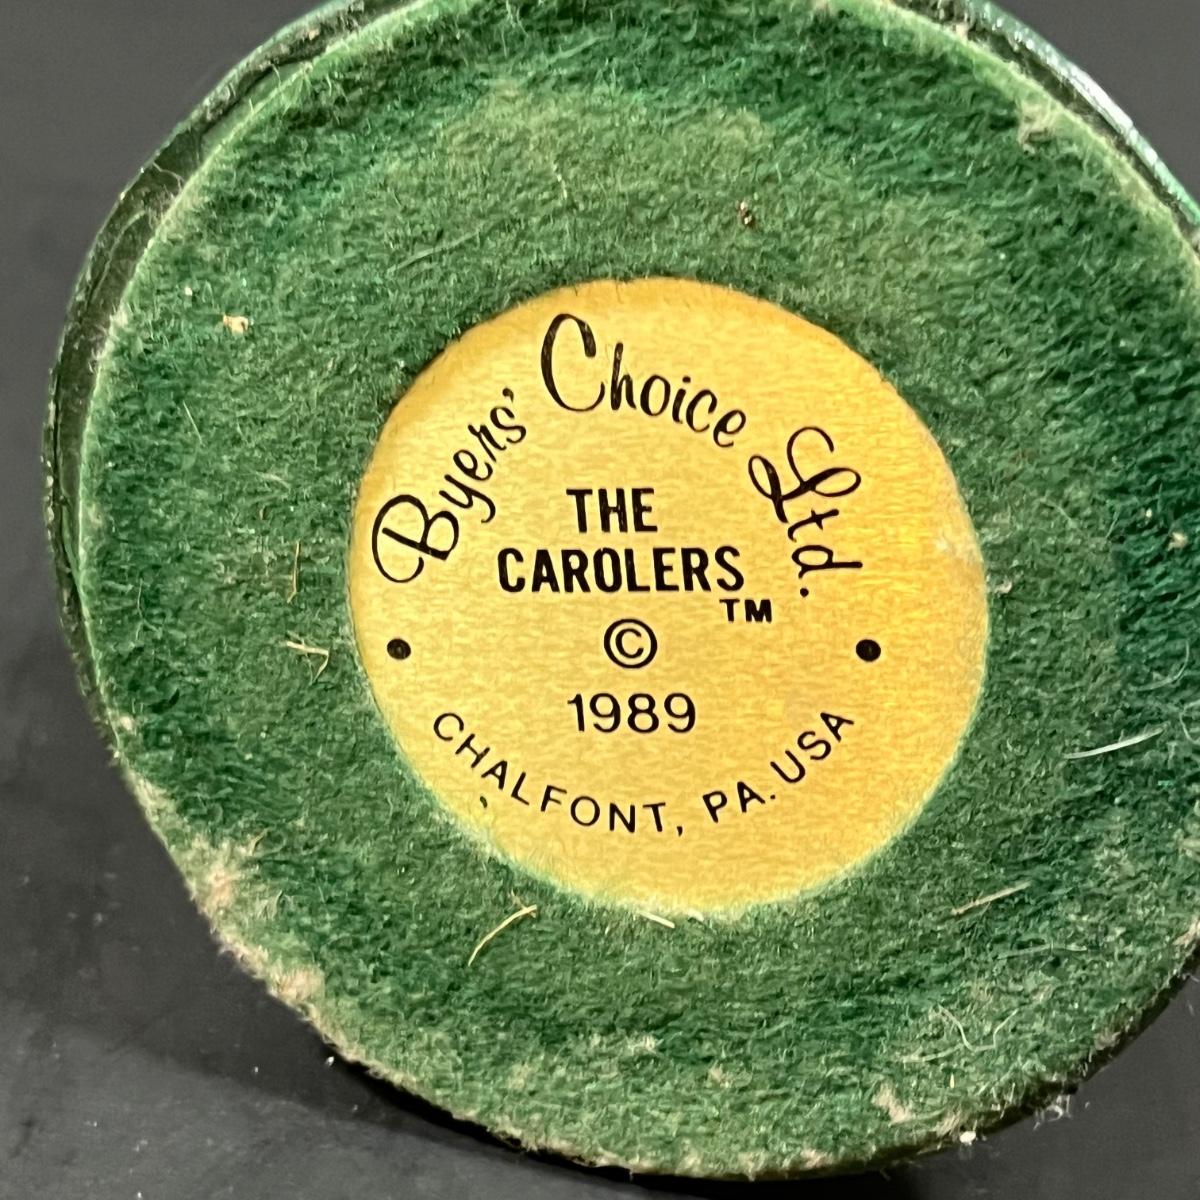 Byers' Choice Ltd.
THE
CAROLERS
TM
©
1989
• CHALFONT, PA. USA •